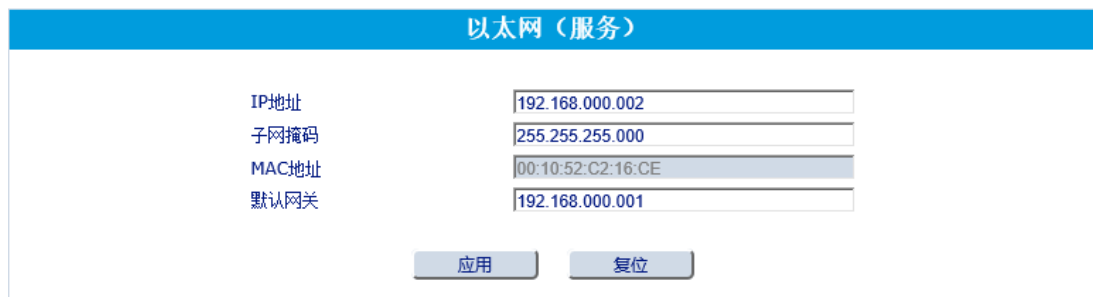 以太网（服务）
IP地址 192.168.000.002
子网掩码 255.255.255.000
MAC地址 00:10:52:C2:16:CE
默认网关 192.168.000.001
应用 复位